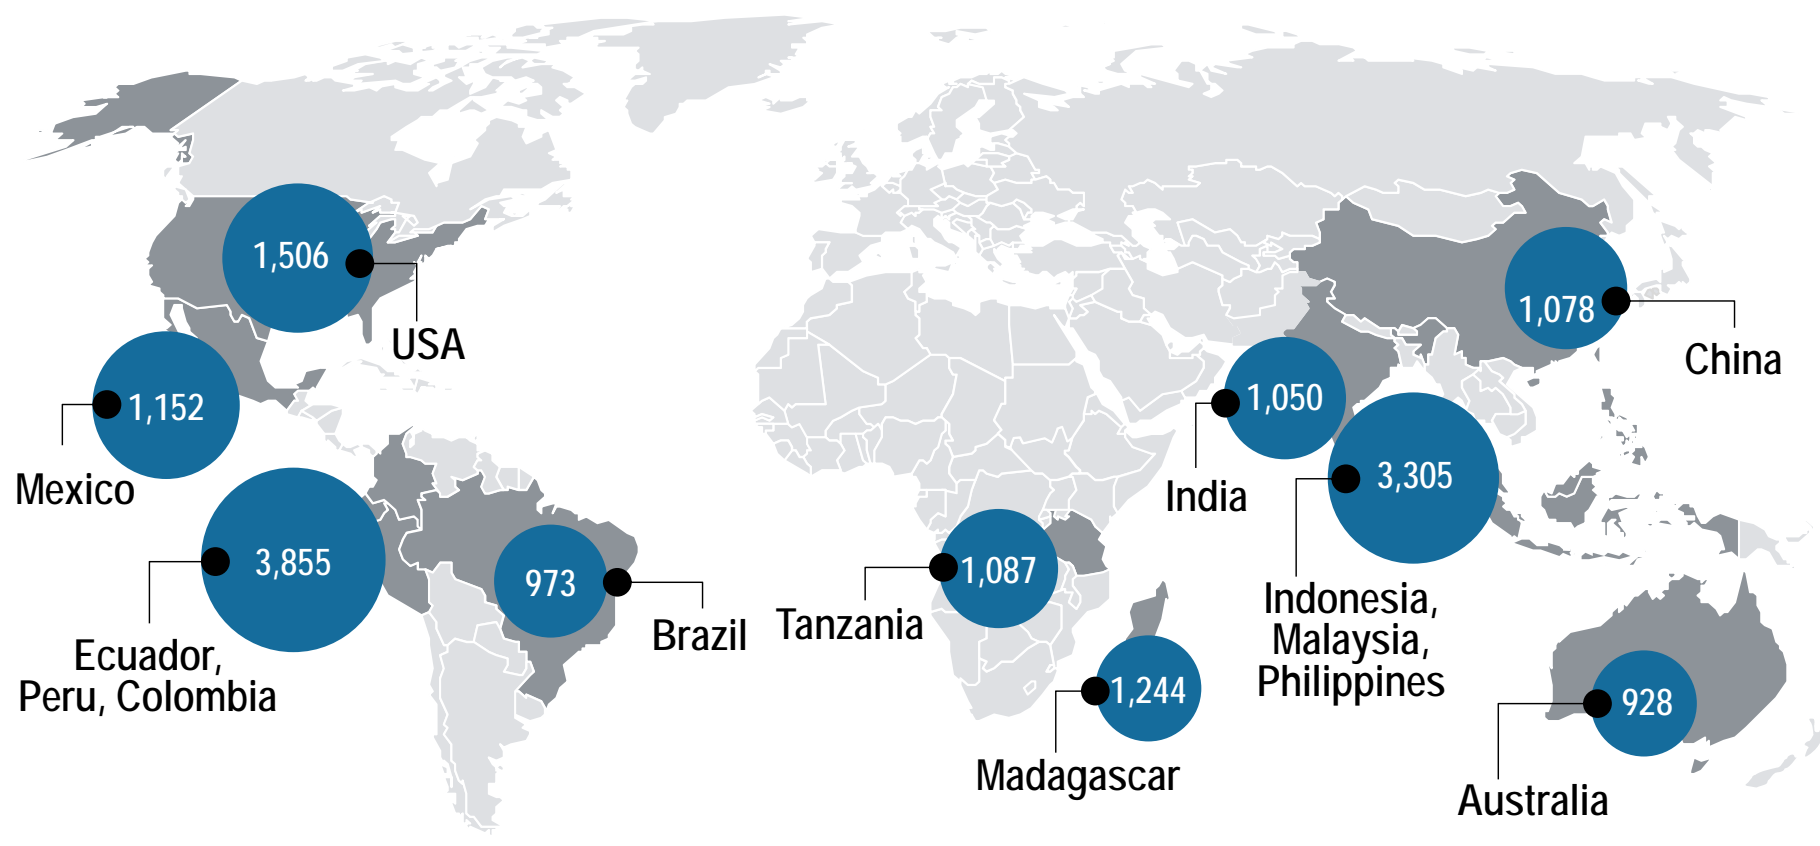 1,506
USA
1,152
Mexico
3,855
Ecuador,
Peru, Colombia
973
Brazil
1,087
Tanzania
1,244
Madagascar
1,050
India
3,305
Indonesia,
Malaysia,
Philippines
1,078
China
928
Australia